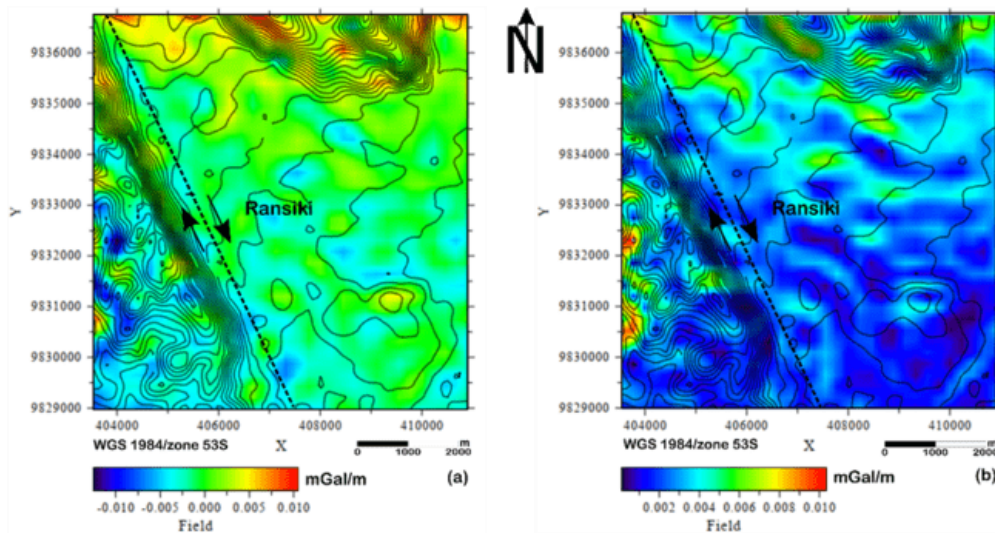 N
9836000
9835000
9834000
9833000
Y
9832000
9831000
9830000
9829000
Ransiki
404000 406000 408000 410000
WGS 1984/zone 53S X 0 1000 2000 m
mGal/m (a)
-0.010 -0.005 0.000 0.005 0.010
Field
9836000
9835000
9834000
9833000
Y
9832000
9831000
9830000
9829000
Ransiki
404000 406000 408000 410000
WGS 1984/zone 53S X 0 1000 2000 m
mGal/m (b)
0.002 0.004 0.006 0.008 0.010
Field